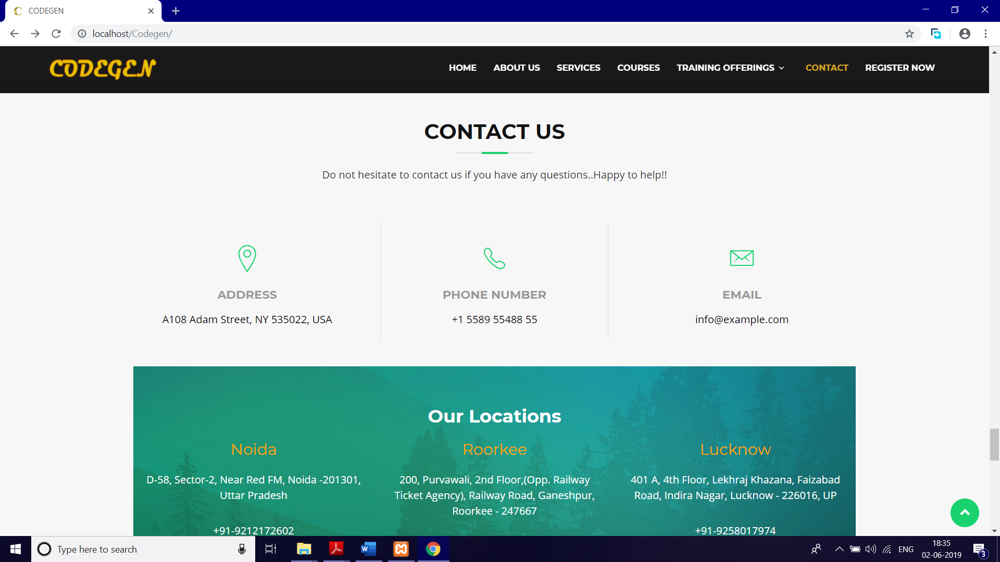 CODEGEN
localhost/Codegen/
CODEGEN
HOME ABOUT US SERVICES COURSES TRAINING OFFERINGS CONTACT REGISTER NOW
CONTACT US
Do not hesitate to contact us if you have any questions..Happy to help!!
ADDRESS
A108 Adam Street, NY 535022, USA
PHONE NUMBER
+1 5589 55488 55
EMAIL
info@example.com
Our Locations
Noida
D-58, Sector-2, Near Red FM, Noida -201301,
Uttar Pradesh
+91-9212172602
Roorkee
200, Purvawali, 2nd Floor,(Opp. Railway
Ticket Agency), Railway Road, Ganeshpur,
Roorkee - 247667
Lucknow
401 A, 4th Floor, Lekhraj Khazana, Faizabad
Road, Indira Nagar, Lucknow - 226016, UP
+91-9258017974
Type here to search
ENG
18:35
02-06-2019
3